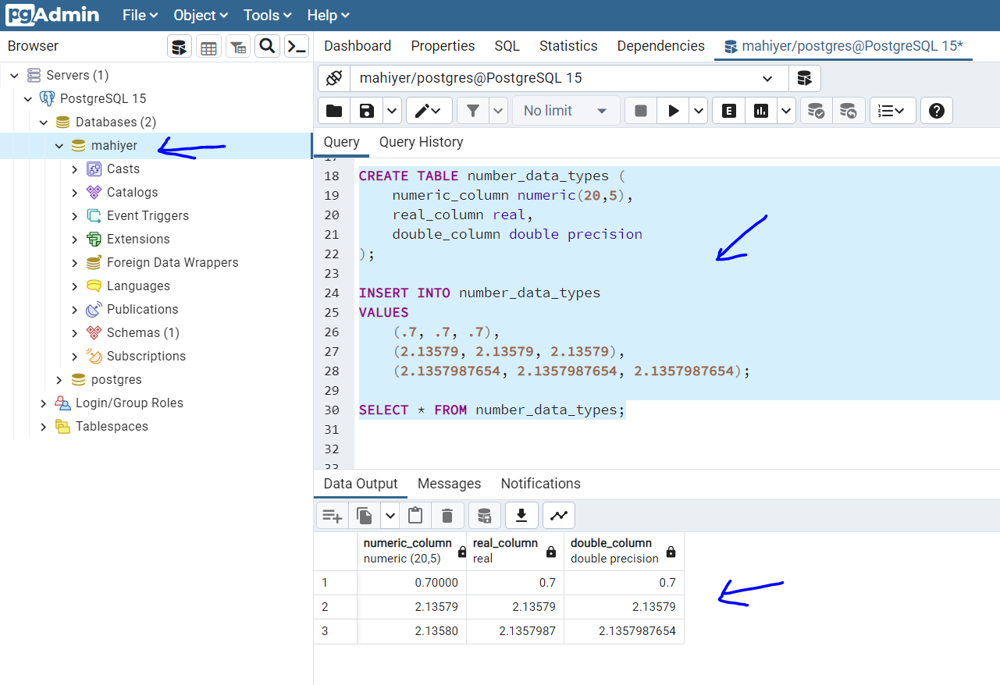 pgAdmin File Object Tools Help
Browser
Dashboard Properties SQL Statistics Dependencies mahiyer/postgres@PostgreSQL 15*
Servers (1)
PostgreSQL 15
Databases (2)
mahiyer
Casts
Catalogs
Event Triggers
Extensions
Foreign Data Wrappers
Languages
Publications
Schemas (1)
Subscriptions
postgres
Login/Group Roles
Tablespaces
mahiyer/postgres@PostgreSQL 15
No limit E
Query Query History
17
18 CREATE TABLE number_data_types (
19 numeric_column numeric(20,5),
20 real_column real,
21 double_column double precision
22 );
23
24 INSERT INTO number_data_types
25 VALUES
26 (.7, .7, .7),
27 (2.13579, 2.13579, 2.13579),
28 (2.1357987654, 2.1357987654, 2.1357987654);
29
30 SELECT * FROM number_data_types;
31
32
33
Data Output Messages Notifications
numeric_column real_column double_column
numeric (20,5) real double precision
1 0.70000 0.7 0.7
2 2.13579 2.13579 2.13579
3 2.13580 2.1357987 2.1357987654